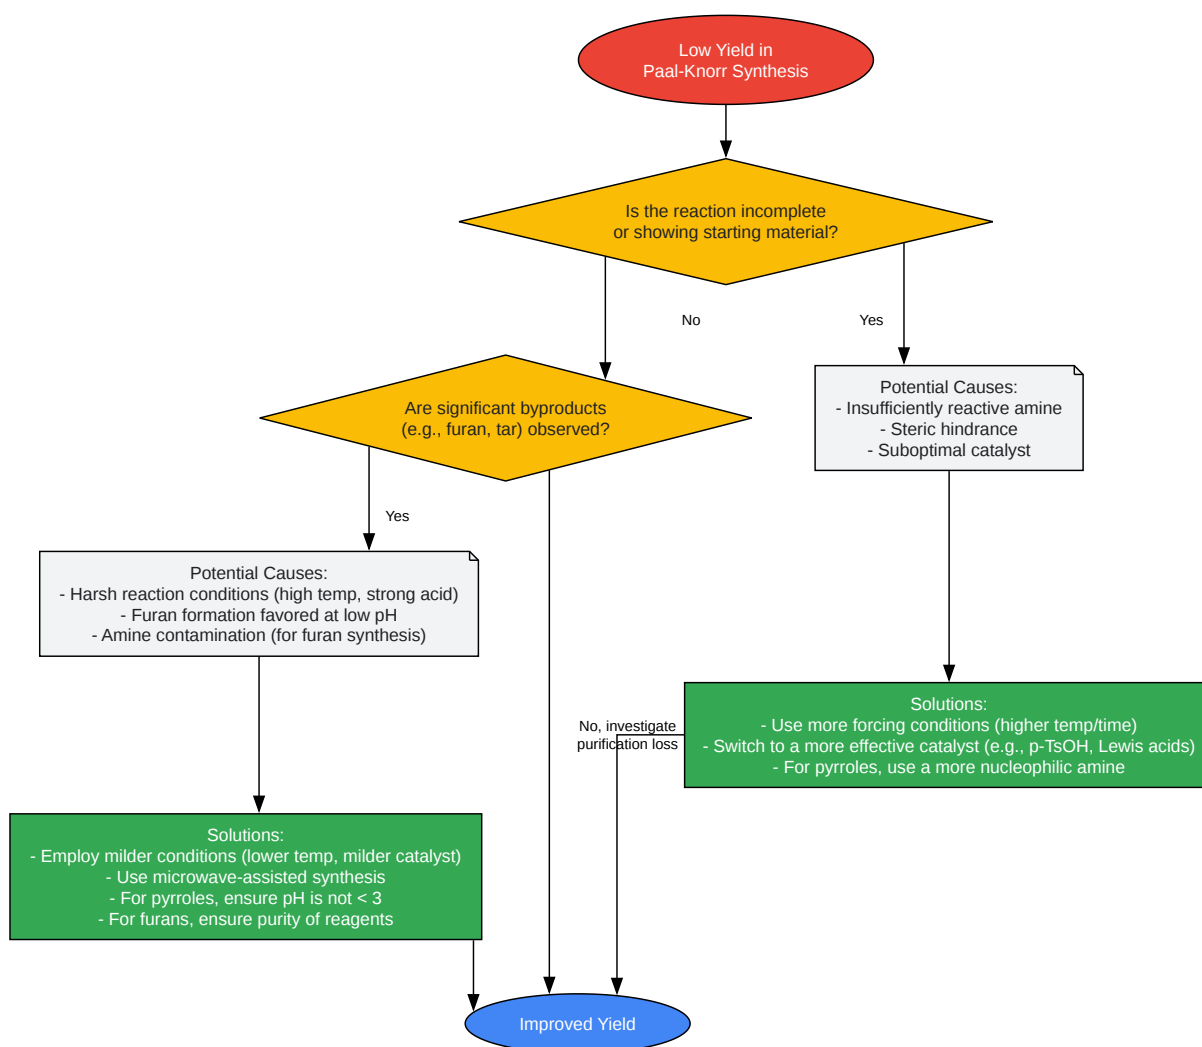 Low Yield in
Paal-Knorr Synthesis
Is the reaction incomplete
or showing starting material?
No
Yes
Potential Causes:
- Insufficiently reactive amine
- Steric hindrance
- Suboptimal catalyst
Are significant byproducts
(e.g., furan, tar) observed?
Yes
Potential Causes:
- Harsh reaction conditions (high temp, strong acid)
- Furan formation favored at low pH
- Amine contamination (for furan synthesis)
Solutions:
- Use more forcing conditions (higher temp/time)
- Switch to a more effective catalyst (e.g., p-TsOH, Lewis acids)
- For pyrroles, use a more nucleophilic amine
No, investigate
purification loss
Solutions:
- Employ milder conditions (lower temp, milder catalyst)
- Use microwave-assisted synthesis
- For pyrroles, ensure pH is not < 3
- For furans, ensure purity of reagents
Improved Yield